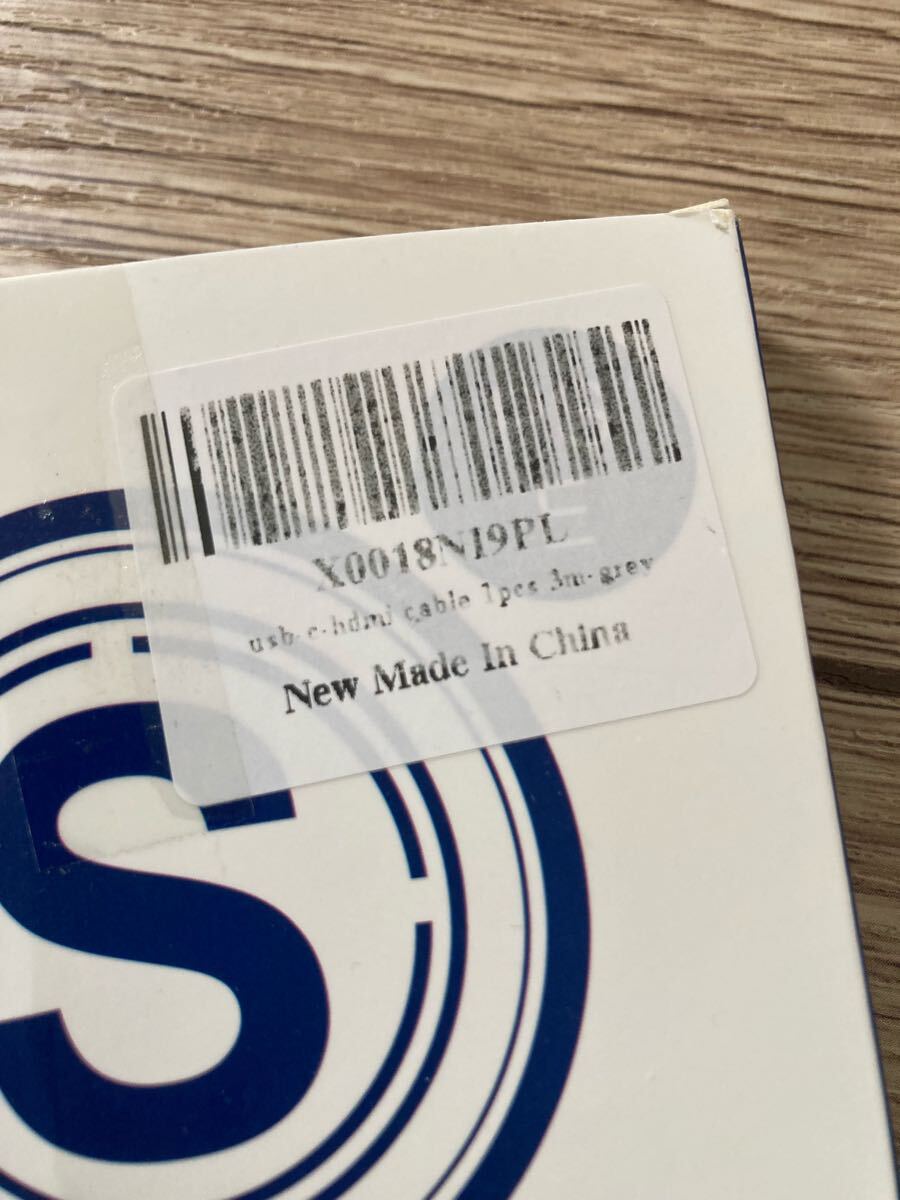 X0018NI9PL
usb-c-hdmi cable 1pcs 3m-grey
New Made In China
S